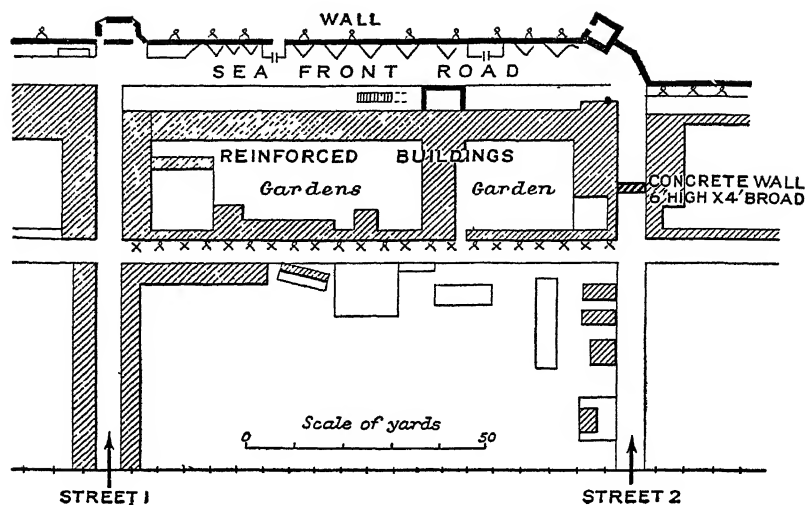 WALL
SEA FRONT ROAD
REINFORCED BUILDINGS
Gardens
Garden
CONCRETE WALL
6"HIGH X 4'BROAD
Scale of yards
0 50
STREET 1
STREET 2